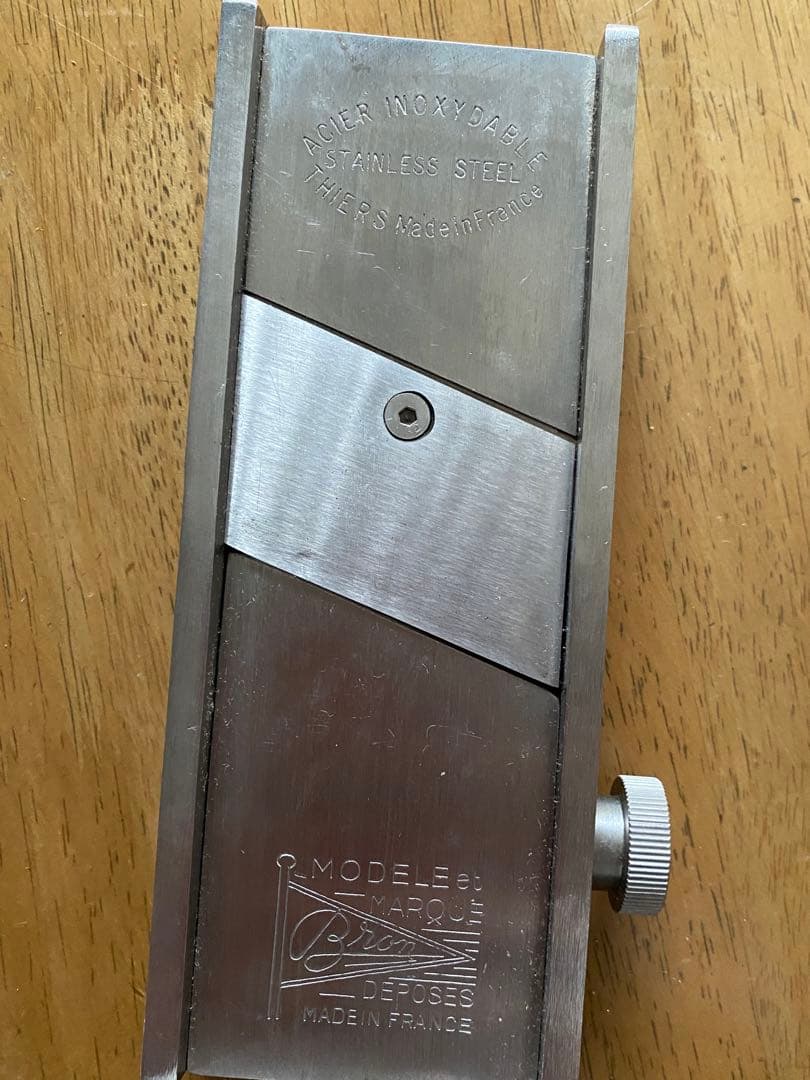 ACIER INOXYDABLE
STAINLESS STEEL
THIERS Made in France
MODELE et
MARQUE
Bron
DEPOSES
MADE IN FRANCE